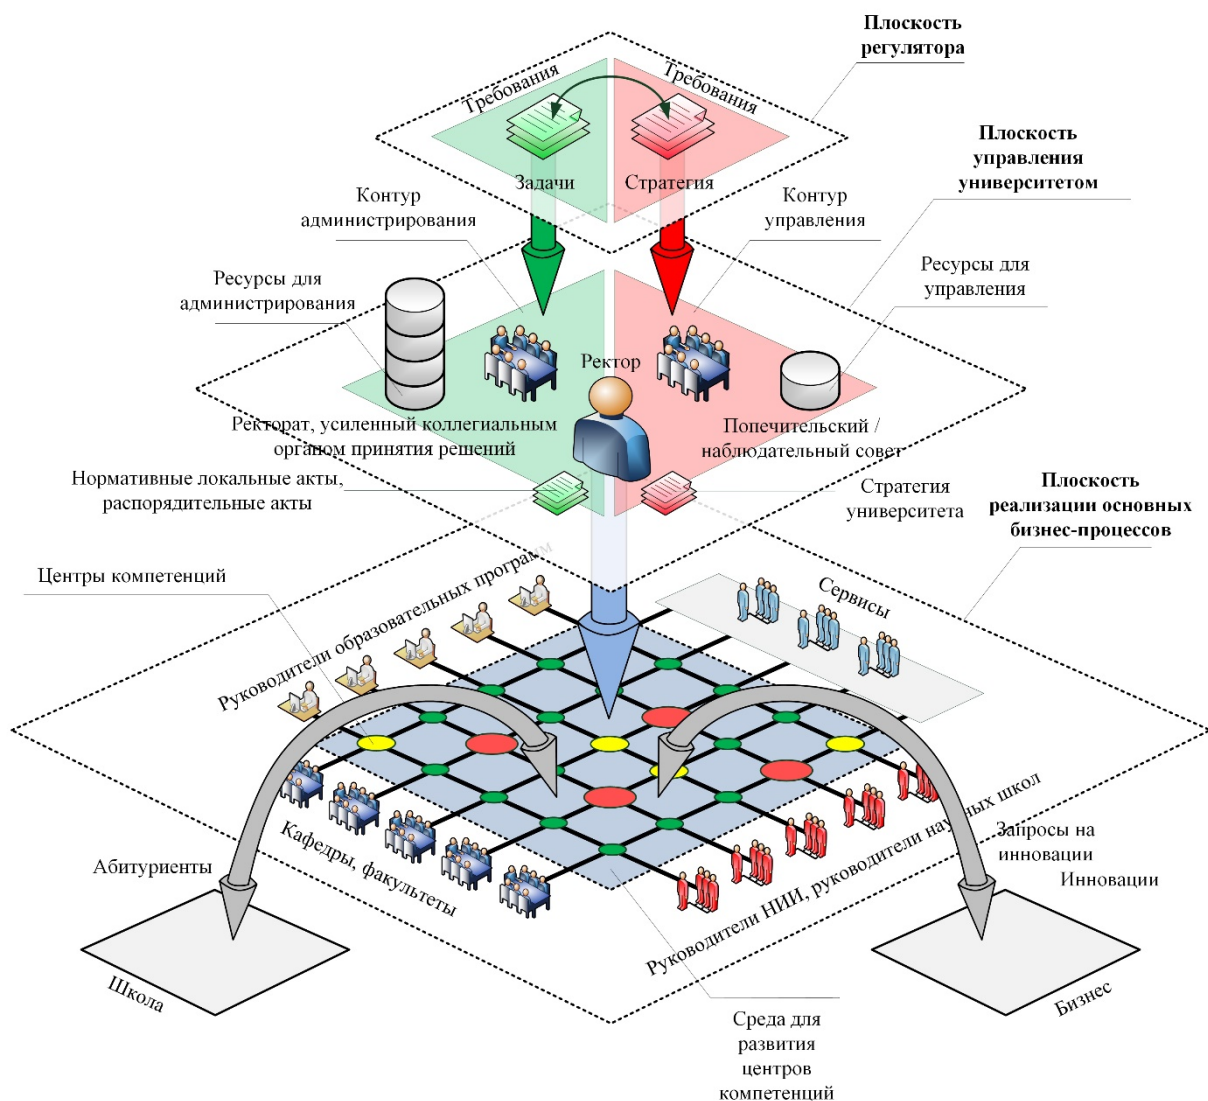 Плоскость
регулятора
Требования
Требования
Задачи
Стратегия
Плоскость
управления
университетом
Контур
администрирования
Контур
управления
Ресурсы для
администрирования
Ресурсы для
управления
Ректор
Ректорат, усиленный коллегиальным
органом принятия решений
Попечительский /
наблюдательный совет
Нормативные локальные акты,
распорядительные акты
Стратегия
университета
Плоскость
реализации основных
бизнес-процессов
Центры компетенций
Руководители образовательных программ
Сервисы
Кафедры, факультеты
Руководители НИИ, руководители научных школ
Абитуриенты
Запросы на
инновации
Инновации
Школа
Бизнес
Среда для
развития
центров
компетенций